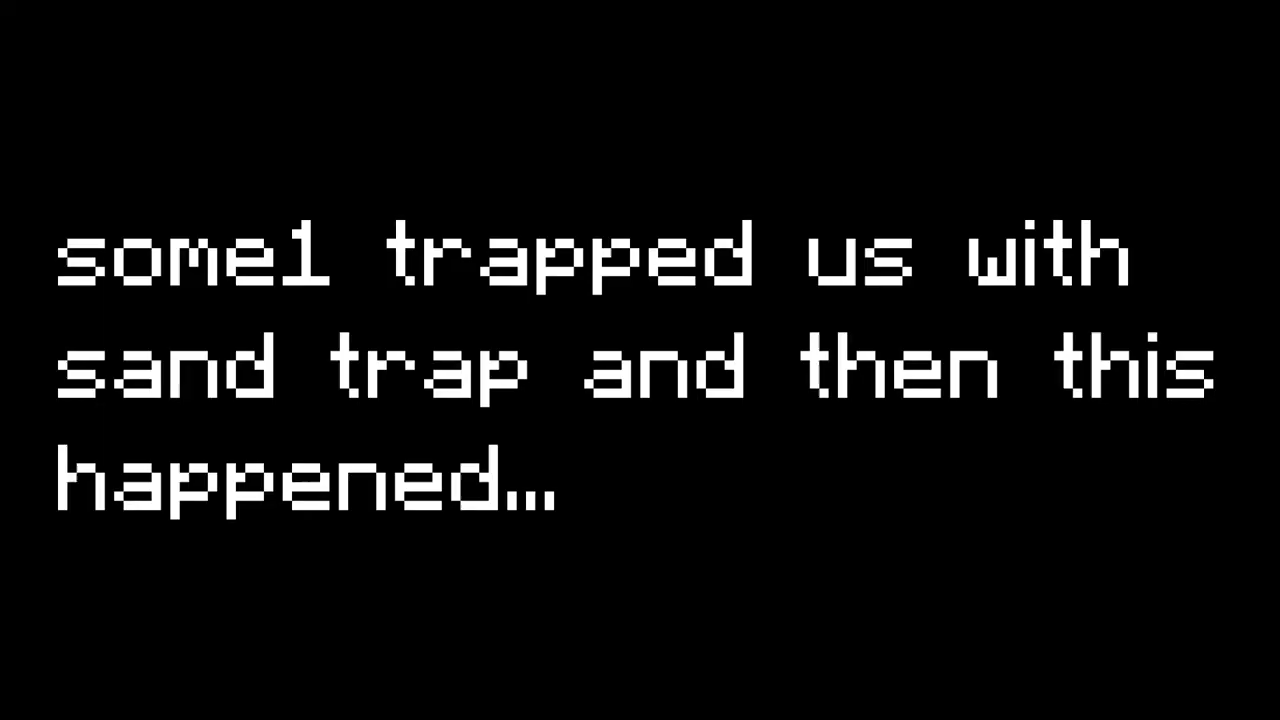 some1 trapped us with
sand trap and then this
happened...